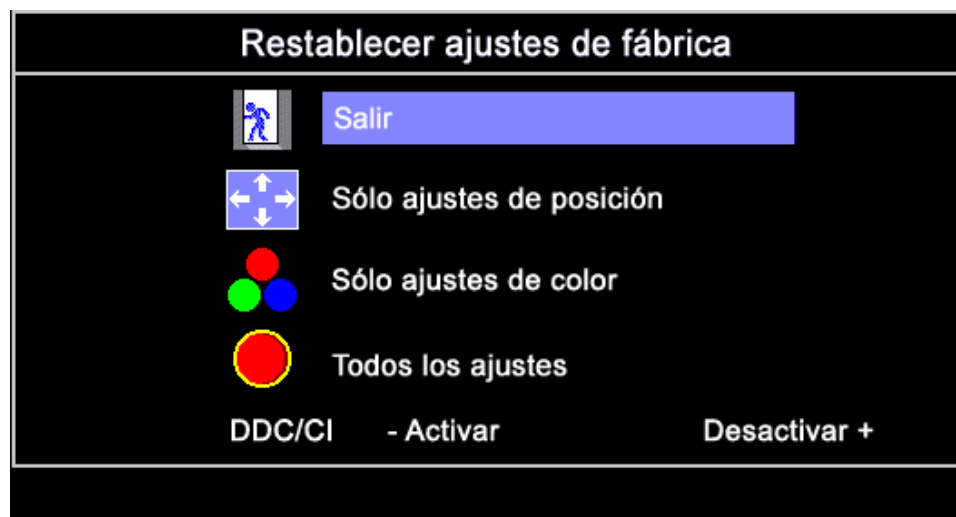 Restablecer ajustes de fábrica
Salir
Sólo ajustes de posición
Sólo ajustes de color
Todos los ajustes
DDC/CI - Activar Desactivar +